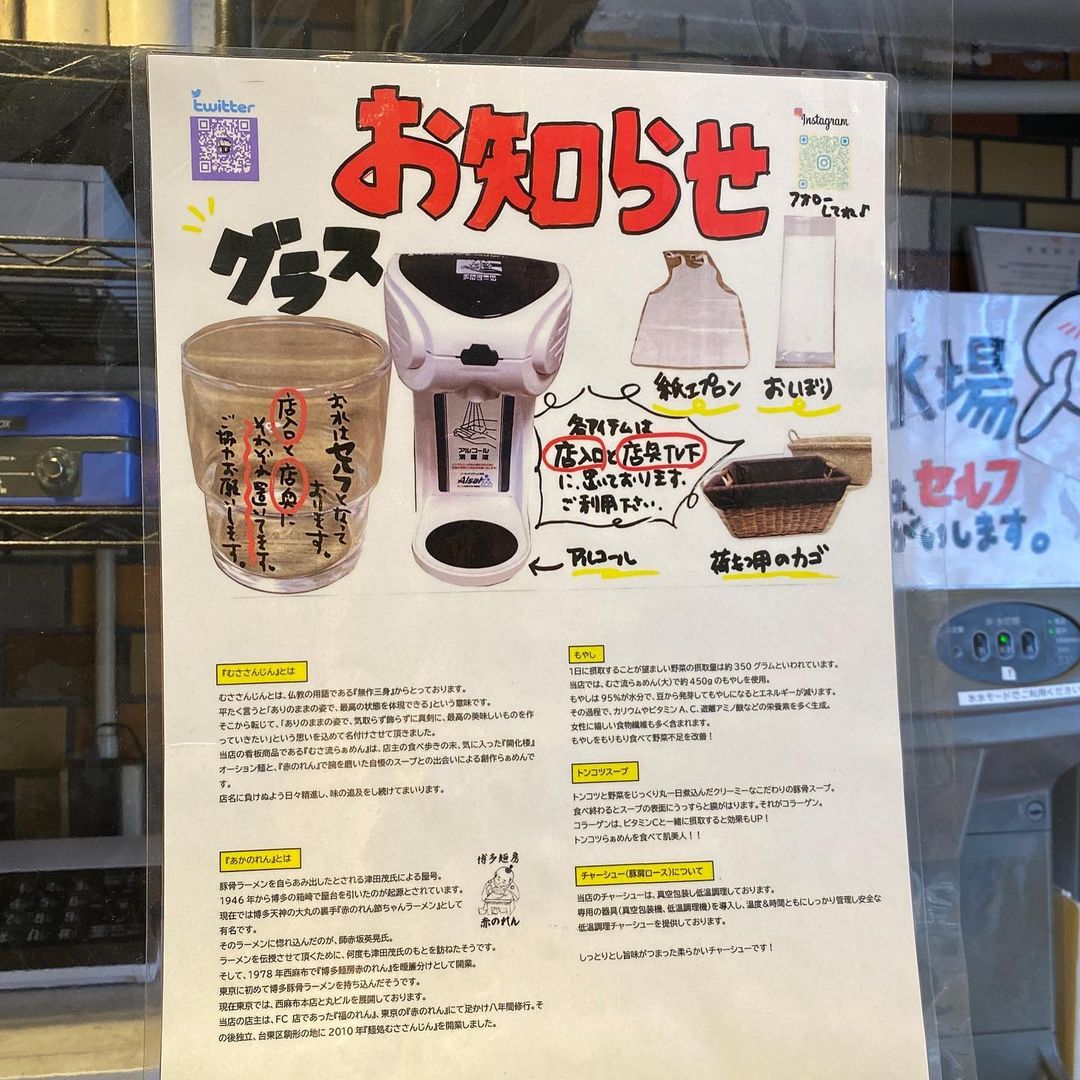 twitter
お知らせ
Instagram
フォロー
してね♪
グラス
お水はセルフとなって
おります。
店入口と店奥に
それぞれ置いてます。
ご協力お願いします。
アルコール
消毒液
Alsat
各アイテムは
店入口と店奥TV下
に、置いております。
ご利用下さい。
アルコール
紙エプロン
おしぼり
荷もつ用のカゴ
『むささんじん』とは
むささんじんとは、仏教の用語である『無作三身』からとっております。
平たく言うと「ありのままの姿で、最高の状態を体現できる」という意味です。
そこから転じて、「ありのままの姿で、気取らず飾らずに真剣に、最高の美味しいものを作
っていきたい」という思いを込めて名付けさせて頂きました。
当店の看板商品である『むさ流らぁめん』は、店主の食べ歩きの末、気に入った『開化楼』
オーション麺と、『赤のれん』で腕を磨いた自慢のスープとの出会いによる創作らぁめんで
す。
店名に負けぬよう日々精進し、味の追及をし続けてまいります。
『あかのれん』とは
豚骨ラーメンを自らあみ出したとされる津田茂氏による屋号。
1946年から博多の箱崎で屋台を引いたのが起源とされています。
現在では博多天神の大丸の裏手『赤のれん節ちゃんラーメン』として
有名です。
そのラーメンに惚れ込んだのが、師赤坂英晃氏。
ラーメンを伝授させて頂くために、何度も津田茂氏のもとを訪ねたそうです。
そして、1978年西麻布で『博多麺房赤のれん』を暖簾分けとして開業。
東京に初めて博多豚骨ラーメンを持ち込んだそうです。
現在東京では、西麻布本店と丸ビルを展開しております。
当店の店主は、FC店であった『福のれん』、東京の『赤のれん』にて足かけ八年間修行。そ
の後独立、台東区駒形の地に2010年『麺処むささんじん』を開業しました。
博多麺房
赤のれん
もやし
1日に摂取することが望ましい野菜の摂取量は約350グラムといわれています。
当店では、むさ流らぁめん(大)で約450gのもやしを使用。
もやしは95%が水分で、豆から発芽してもやしになるとエネルギーが減ります。
その過程で、カリウムやビタミンA、C、遊離アミノ酸などの栄養素を多く生成。
女性に嬉しい食物繊維も多く含まれます。
もやしをもりもり食べて野菜不足を改善！
トンコツスープ
トンコツと野菜をじっくり丸一日煮込んだクリーミーなこだわりの豚骨スープ。
食べ終わるとスープの表面にうっすらと膜がはります。それがコラーゲン。
コラーゲンは、ビタミンCと一緒に摂取すると効果もUP！
トンコツらぁめんを食べて肌美人！！
チャーシュー(豚肩ロース)について
当店のチャーシューは、真空包装し低温調理しております。
専用の器具(真空包装機、低温調理機)を導入し、温度＆時間ともにしっかり管理し安全な
低温調理チャーシューを提供しております。
しっとりとし旨味がつまった柔らかいチャーシューです！
水場
セルフ
がいします。